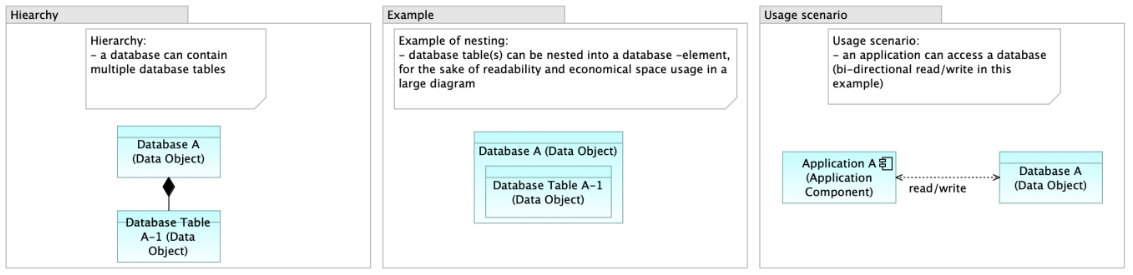 Hiearchy
Hierarchy:
- a database can contain
multiple database tables
Database A
(Data Object)
Database Table
A-1 (Data
Object)
Example
Example of nesting:
- database table(s) can be nested into a database -element,
for the sake of readability and economical space usage in a
large diagram
Database A (Data Object)
Database Table A-1
(Data Object)
Usage scenario
Usage scenario:
- an application can access a database
(bi-directional read/write in this
example)
Application A
(Application
Component)
read/write
Database A
(Data Object)